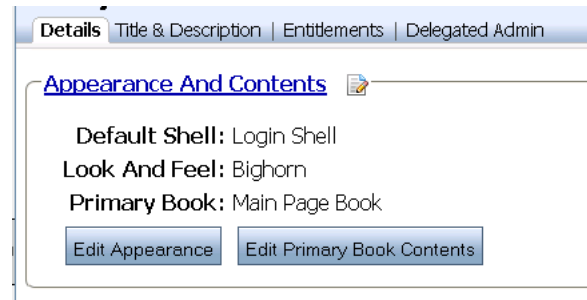 Details Title & Description | Entitlements | Delegated Admin
Appearance And Contents
Default Shell: Login Shell
Look And Feel: Bighorn
Primary Book: Main Page Book
Edit Appearance Edit Primary Book Contents